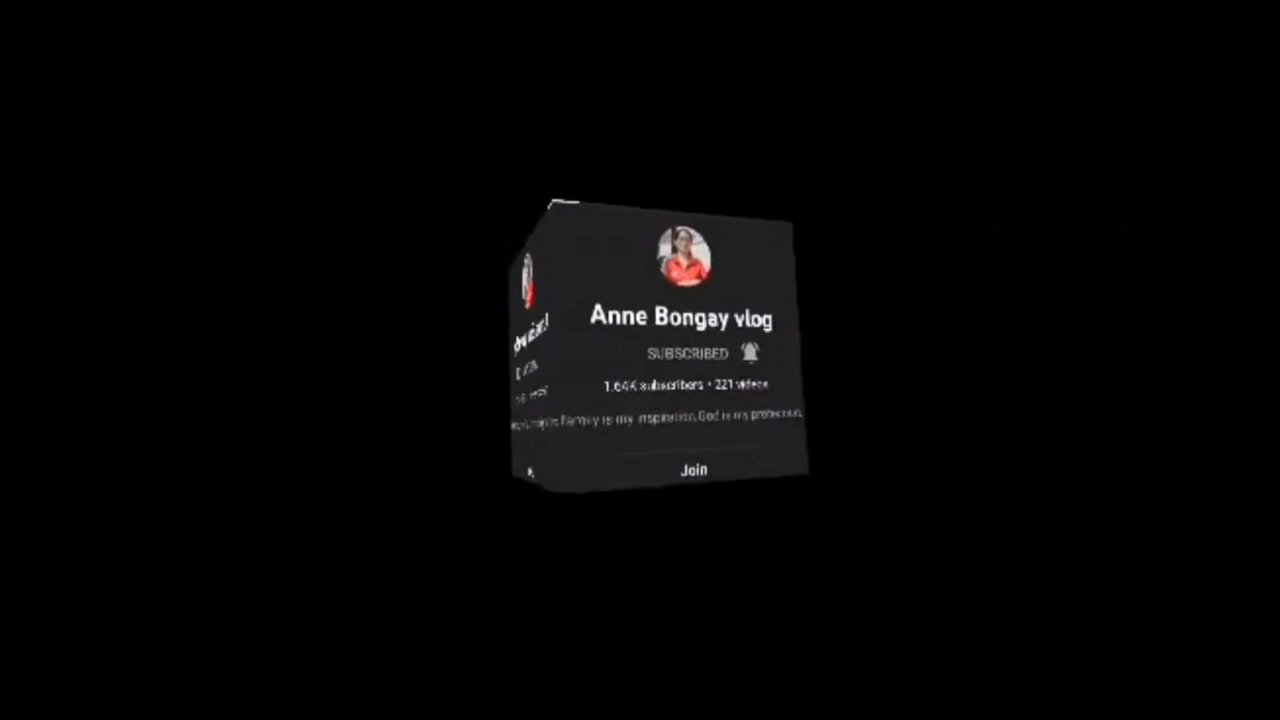 Anne Bongay vlog
SUBSCRIBED
1.64K subscribers • 221 videos
family is my inspiration. God is my protection.
Join